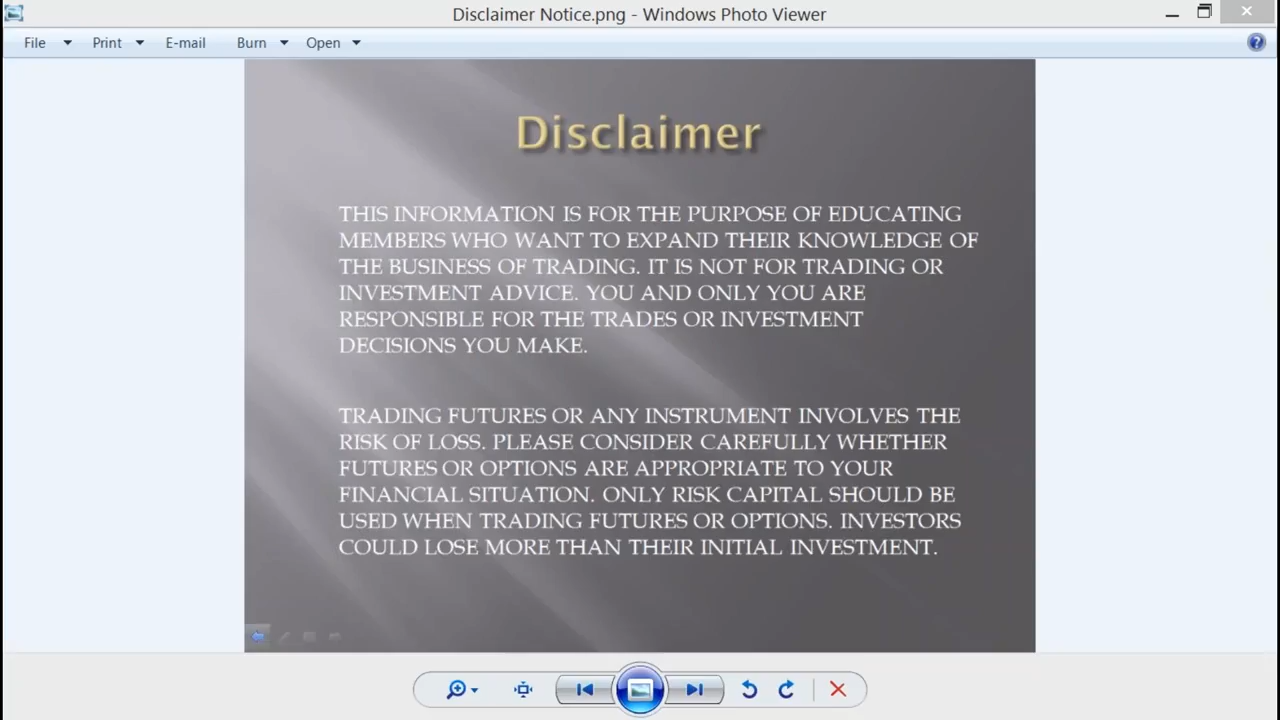 Disclaimer Notice.png - Windows Photo Viewer
File Print E-mail Burn Open
Disclaimer
THIS INFORMATION IS FOR THE PURPOSE OF EDUCATING
MEMBERS WHO WANT TO EXPAND THEIR KNOWLEDGE OF
THE BUSINESS OF TRADING. IT IS NOT FOR TRADING OR
INVESTMENT ADVICE. YOU AND ONLY YOU ARE
RESPONSIBLE FOR THE TRADES OR INVESTMENT
DECISIONS YOU MAKE.
TRADING FUTURES OR ANY INSTRUMENT INVOLVES THE
RISK OF LOSS. PLEASE CONSIDER CAREFULLY WHETHER
FUTURES OR OPTIONS ARE APPROPRIATE TO YOUR
FINANCIAL SITUATION. ONLY RISK CAPITAL SHOULD BE
USED WHEN TRADING FUTURES OR OPTIONS. INVESTORS
COULD LOSE MORE THAN THEIR INITIAL INVESTMENT.